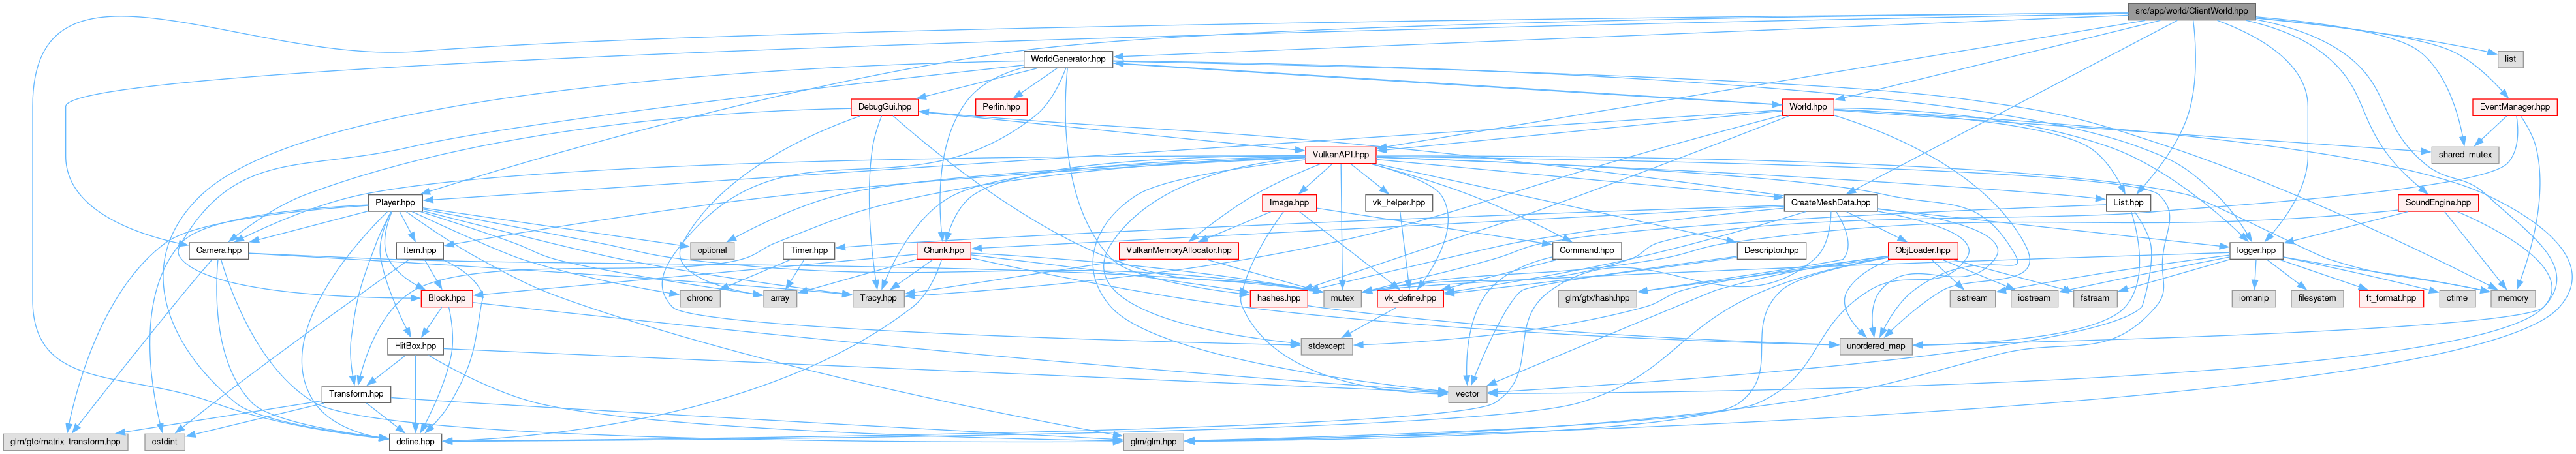 src/app/world/ClientWorld.hpp
WorldGenerator.hpp
list
DebugGui.hpp
Perlin.hpp
World.hpp
EventManager.hpp
VulkanAPI.hpp
shared_mutex
Player.hpp
Image.hpp
vk_helper.hpp
CreateMeshData.hpp
List.hpp
SoundEngine.hpp
Camera.hpp
Item.hpp
optional
Timer.hpp
Chunk.hpp
VulkanMemoryAllocator.hpp
Command.hpp
Descriptor.hpp
ObjLoader.hpp
logger.hpp
Block.hpp
chrono
array
Tracy.hpp
hashes.hpp
mutex
vk_define.hpp
glm/gtx/hash.hpp
sstream
iostream
fstream
iomanip
filesystem
ft_format.hpp
ctime
memory
HitBox.hpp
stdexcept
unordered_map
Transform.hpp
vector
glm/gtc/matrix_transform.hpp
cstdint
define.hpp
glm/glm.hpp